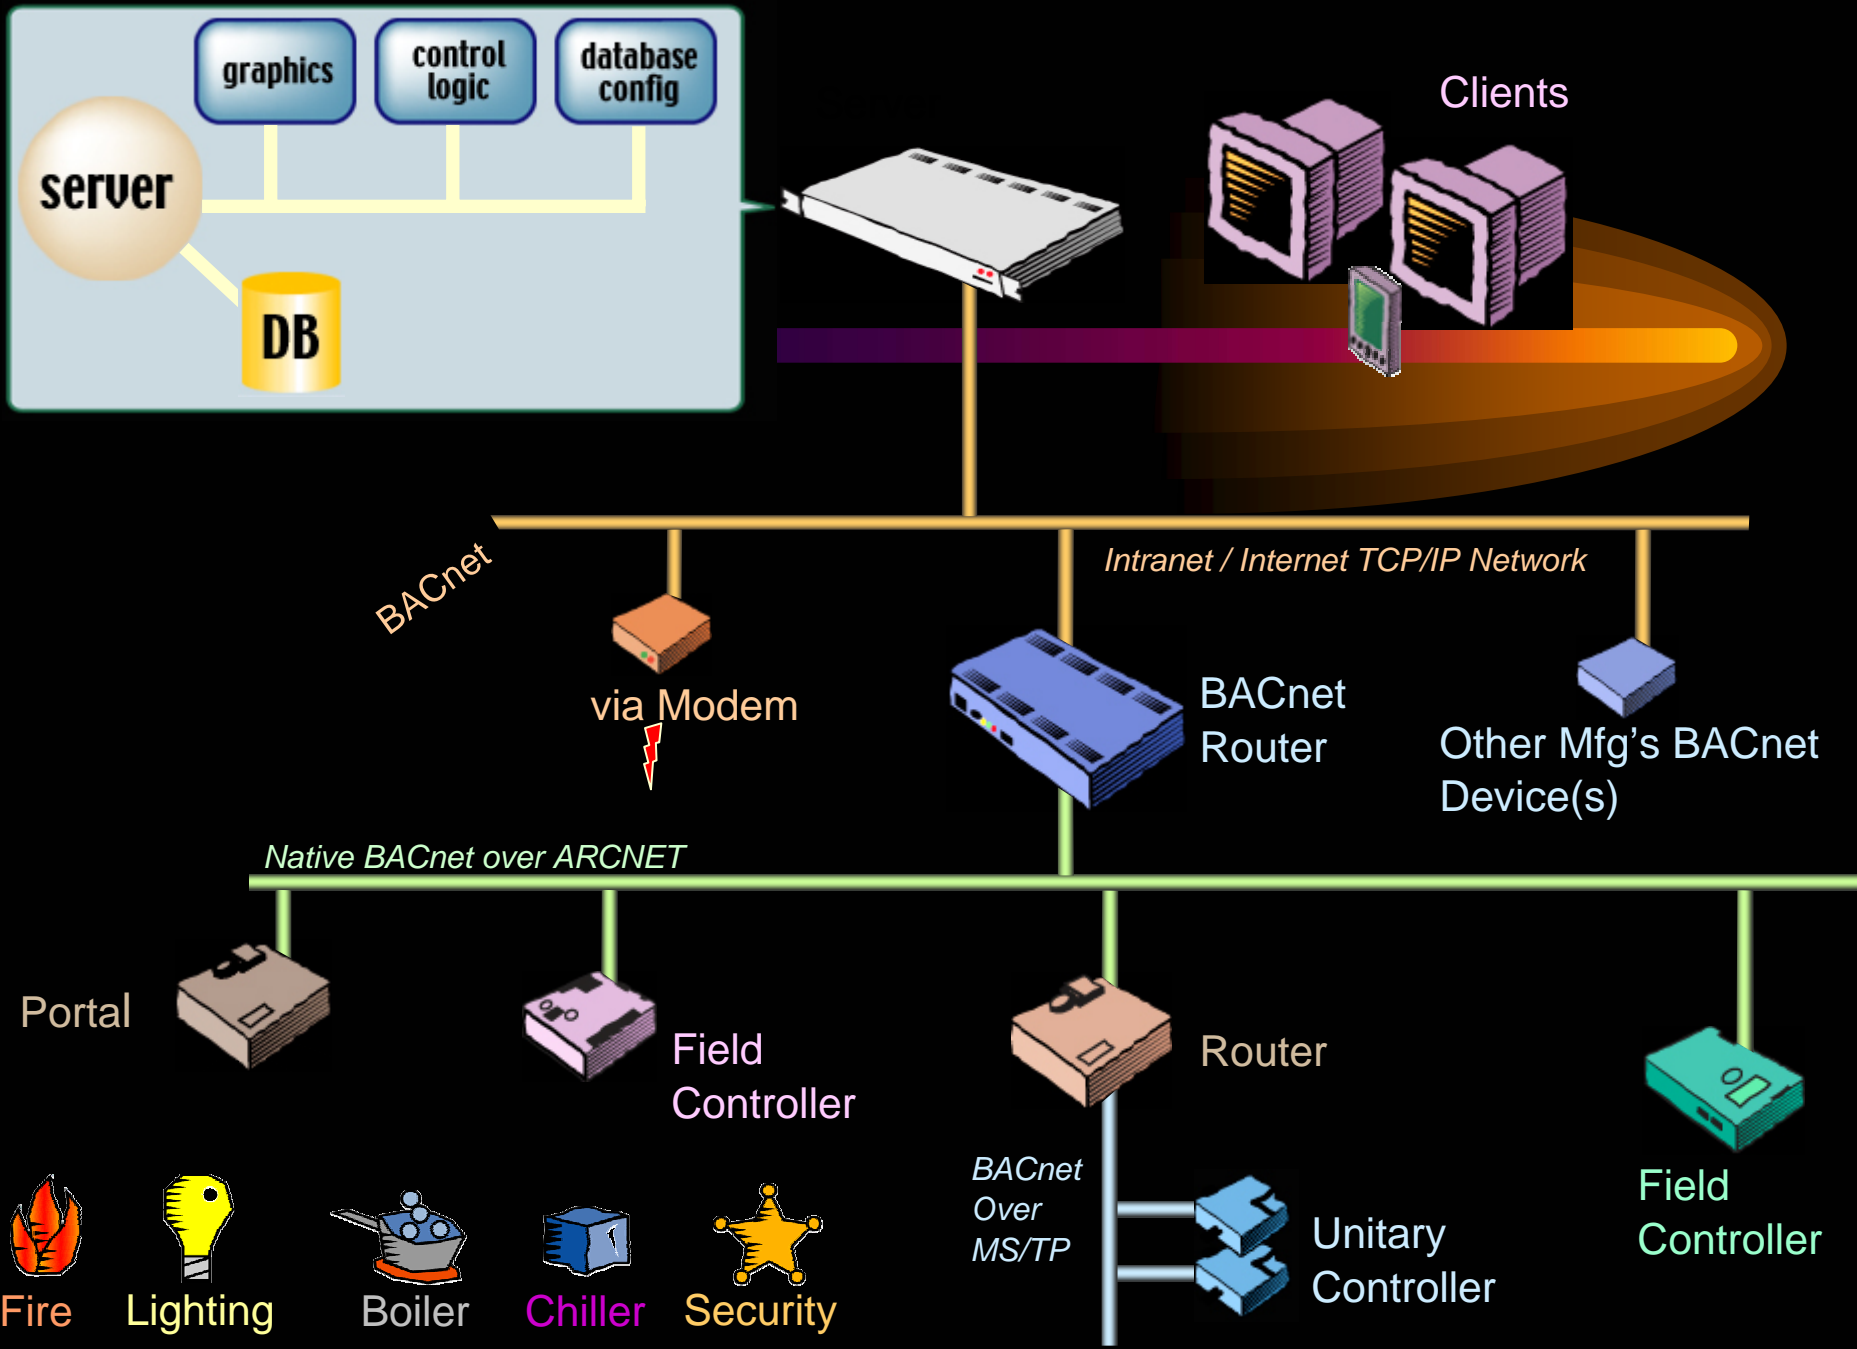 graphics
control
logic
database
config
server
DB
Clients
BACnet
Intranet / Internet TCP/IP Network
via Modem
BACnet
Router
Other Mfg’s BACnet
Device(s)
Native BACnet over ARCNET
Portal
Field
Controller
Router
Field
Controller
BACnet
Over
MS/TP
Unitary
Controller
Fire
Lighting
Boiler
Chiller
Security